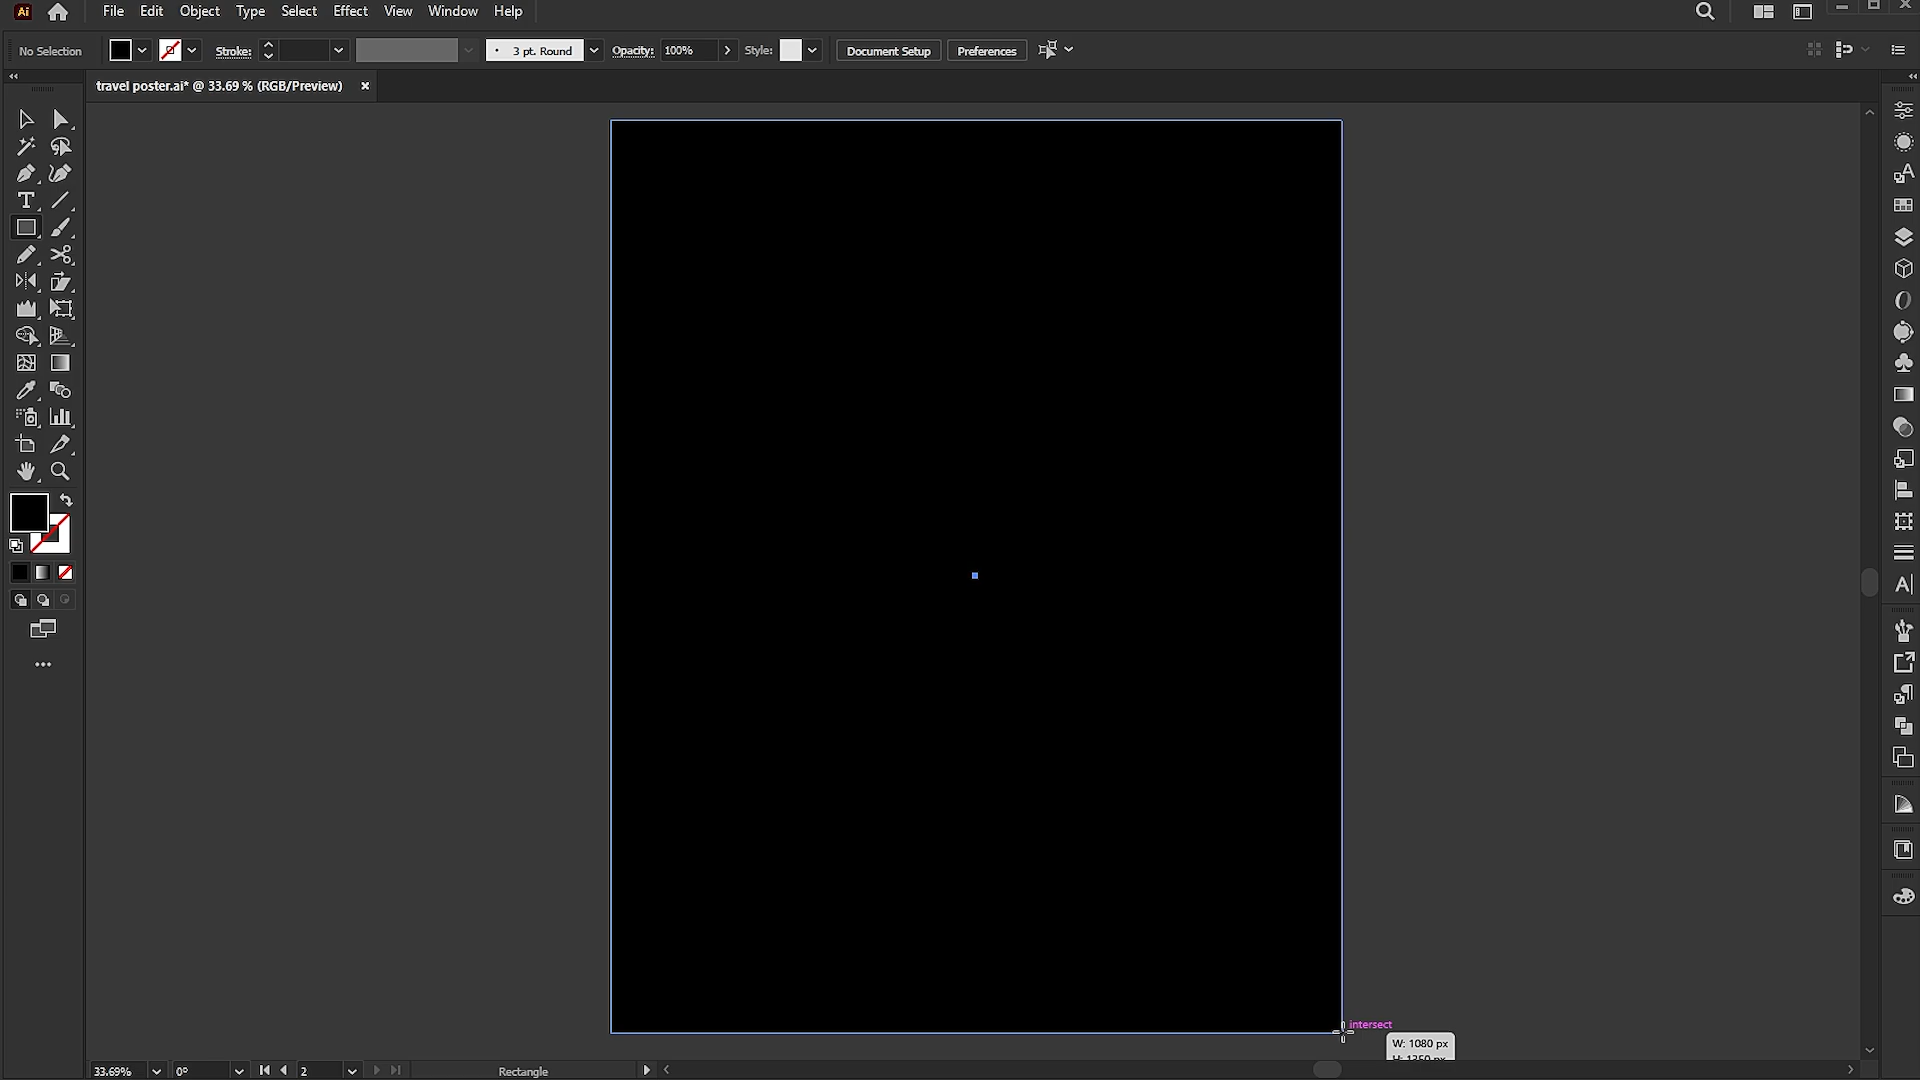 Ai File Edit Object Type Select Effect View Window Help
No Selection Stroke: 3 pt. Round Opacity: 100% Style: Document Setup Preferences
travel poster.ai* @ 33.69 % (RGB/Preview)
intersect
W: 1080 px
H: 1350 px
33.69% 0° 2 Rectangle